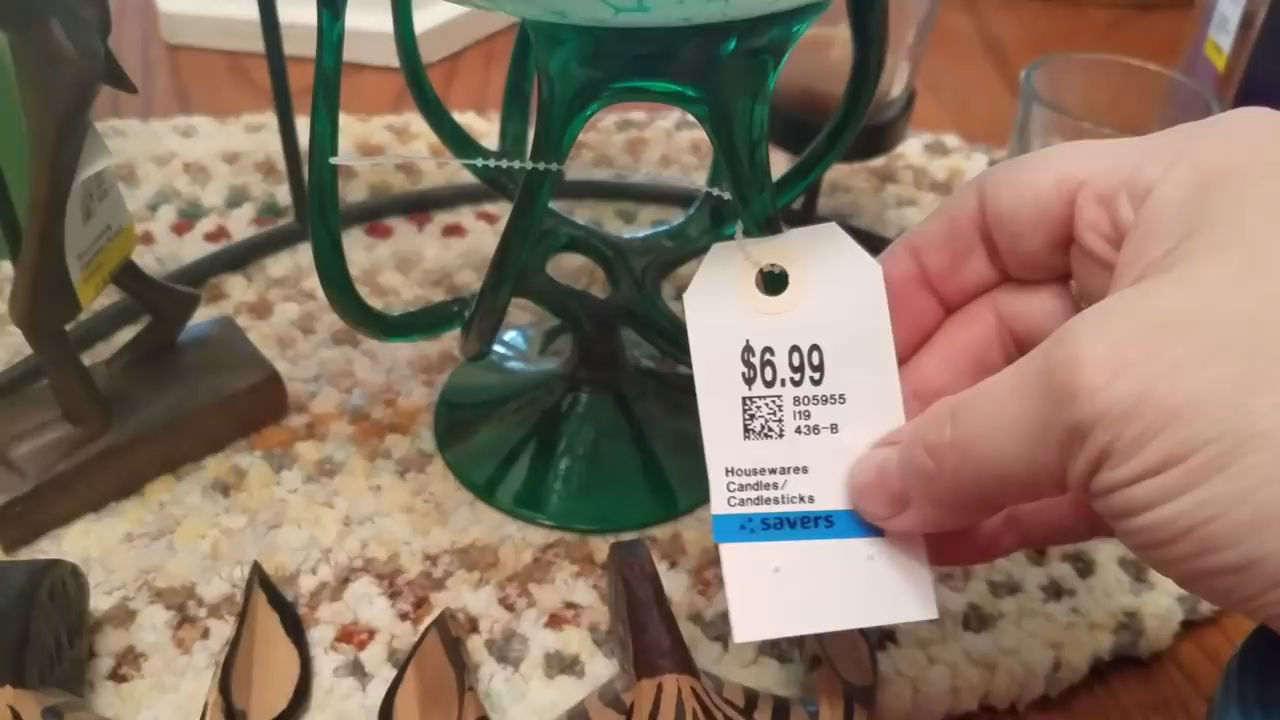 $6.99
805955
I19
436-B
Housewares
Candles/
Candlesticks
savers